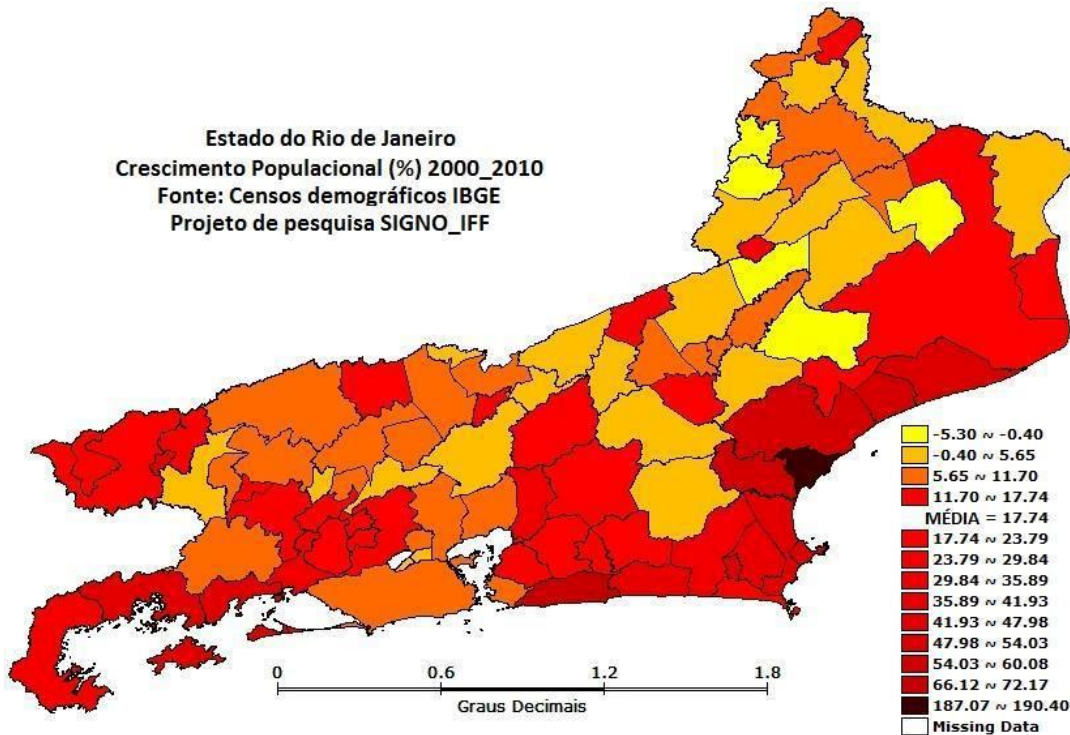 Estado do Rio de Janeiro
Crescimento Populacional (%) 2000_2010
Fonte: Censos demográficos IBGE
Projeto de pesquisa SIGNO_IFF
-5.30 ~ -0.40
-0.40 ~ 5.65
5.65 ~ 11.70
11.70 ~ 17.74
MÉDIA = 17.74
17.74 ~ 23.79
23.79 ~ 29.84
29.84 ~ 35.89
35.89 ~ 41.93
41.93 ~ 47.98
47.98 ~ 54.03
54.03 ~ 60.08
66.12 ~ 72.17
187.07 ~ 190.40
Missing Data
0 0.6 1.2 1.8
Graus Decimais